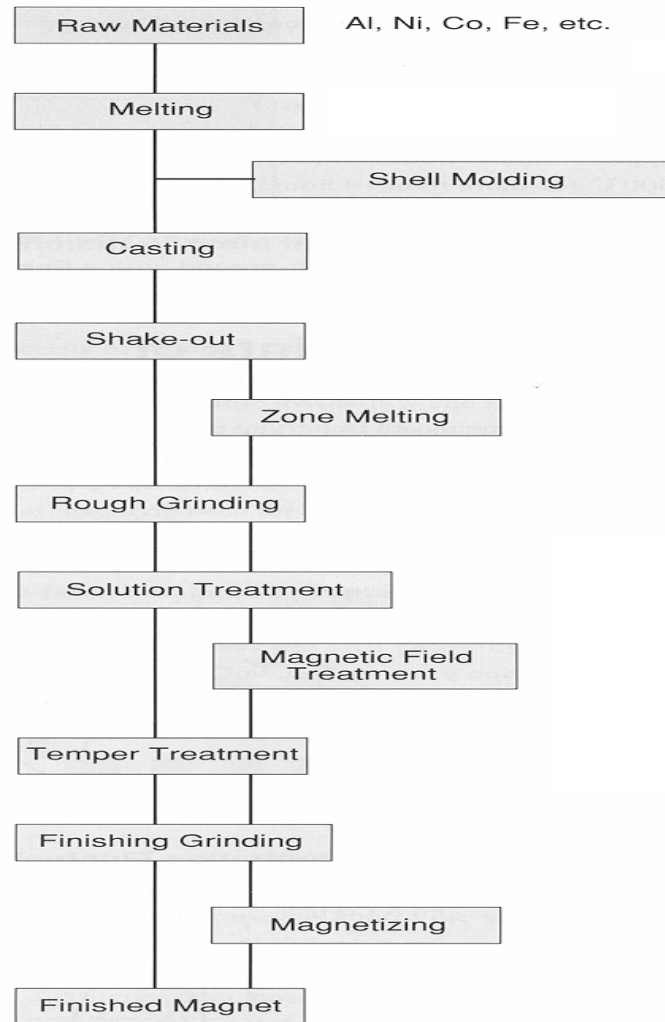 Raw Materials Al, Ni, Co, Fe, etc.
Melting
Shell Molding
Casting
Shake-out
Zone Melting
Rough Grinding
Solution Treatment
Magnetic Field
Treatment
Temper Treatment
Finishing Grinding
Magnetizing
Finished Magnet